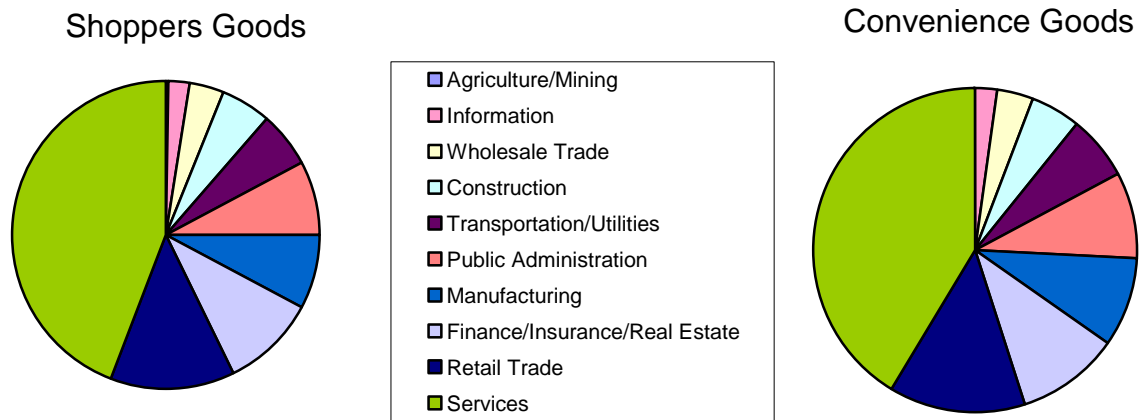 Shoppers Goods
Convenience Goods
Agriculture/Mining
Information
Wholesale Trade
Construction
Transportation/Utilities
Public Administration
Manufacturing
Finance/Insurance/Real Estate
Retail Trade
Services